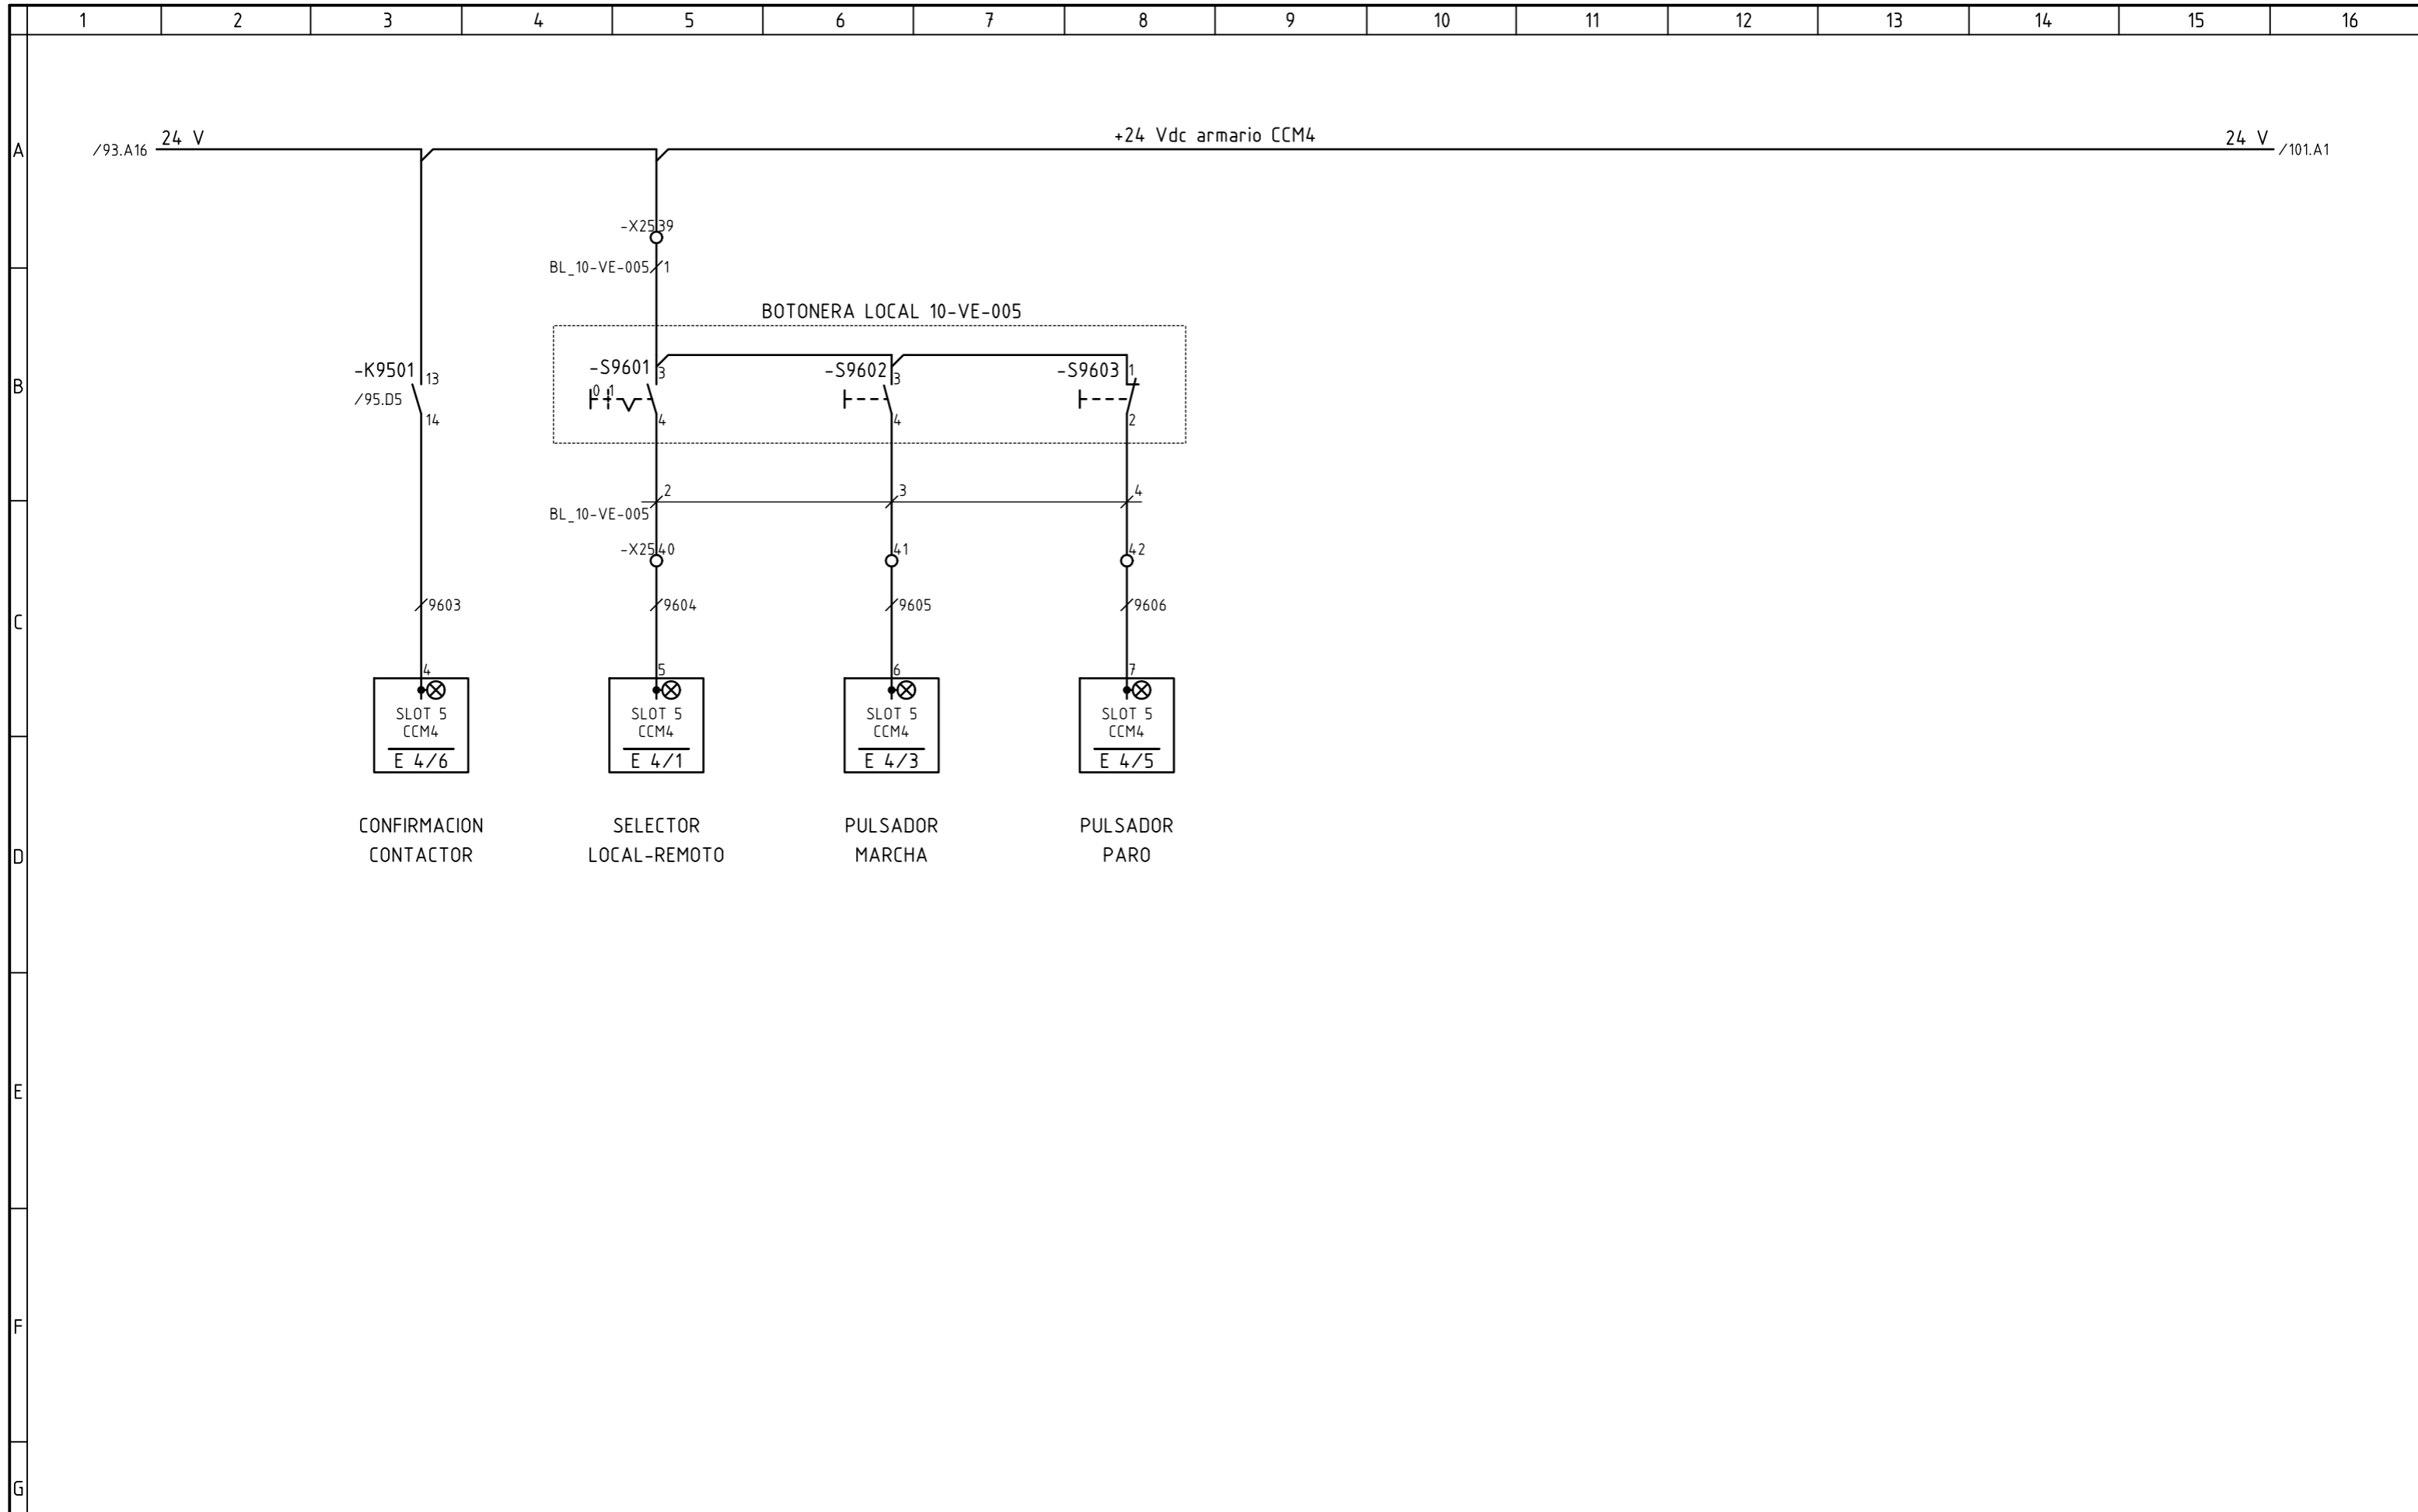 1 2 3 4 5 6 7 8 9 10 11 12 13 14 15 16
A
/93.A16 24 V +24 Vdc armario CCM4 24 V /101.A1
-X25 39
BL_10-VE-005 1
BOTONERA LOCAL 10-VE-005
B
-K9501 13
/95.D5
14
-S9601 3
0 1
4
-S9602 3
4
-S9603 1
2
2 3 4
BL_10-VE-005
-X25 40 41 42
C
9603 9604 9605 9606
4 5 6 7
SLOT 5 SLOT 5 SLOT 5 SLOT 5
CCM4 CCM4 CCM4 CCM4
E 4/6 E 4/1 E 4/3 E 4/5
D
CONFIRMACION
CONTACTOR
SELECTOR
LOCAL-REMOTO
PULSADOR
MARCHA
PULSADOR
PARO
E
F
G